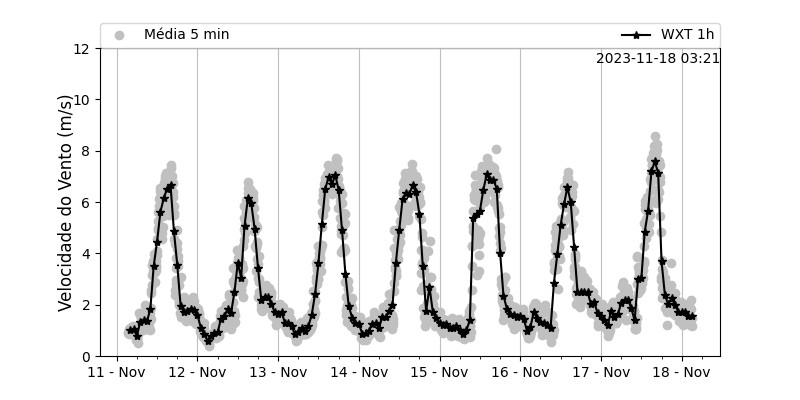 Média 5 min
WXT 1h
2023-11-18 03:21
Velocidade do Vento (m/s)
12
10
8
6
4
2
0
11 - Nov 12 - Nov 13 - Nov 14 - Nov 15 - Nov 16 - Nov 17 - Nov 18 - Nov